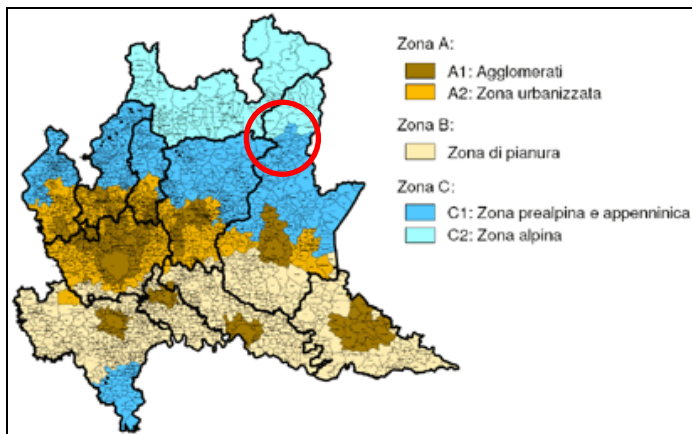 Zona A:
A1: Agglomerati
A2: Zona urbanizzata
Zona B:
Zona di pianura
Zona C:
C1: Zona prealpina e appenninica
C2: Zona alpina